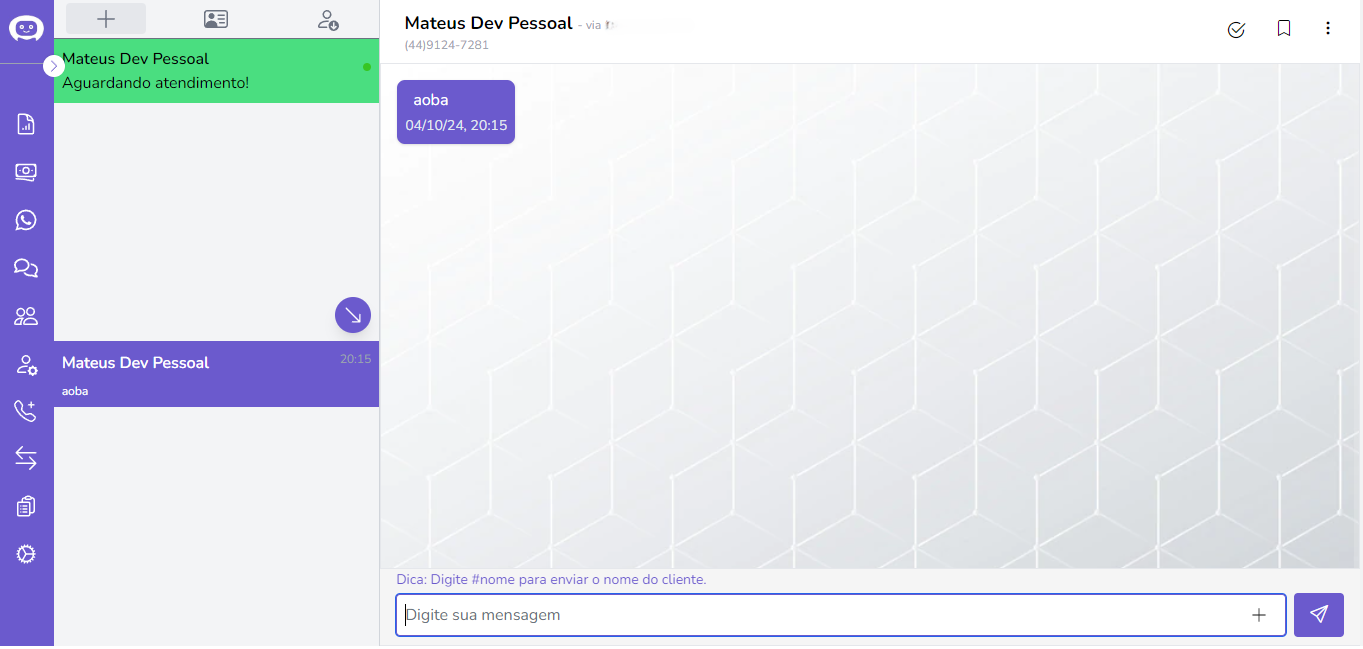 Mateus Dev Pessoal
Aguardando atendimento!
Mateus Dev Pessoal 20:15
aoba
Mateus Dev Pessoal - via
(44)9124-7281
aoba
04/10/24, 20:15
Dica: Digite #nome para enviar o nome do cliente.
Digite sua mensagem